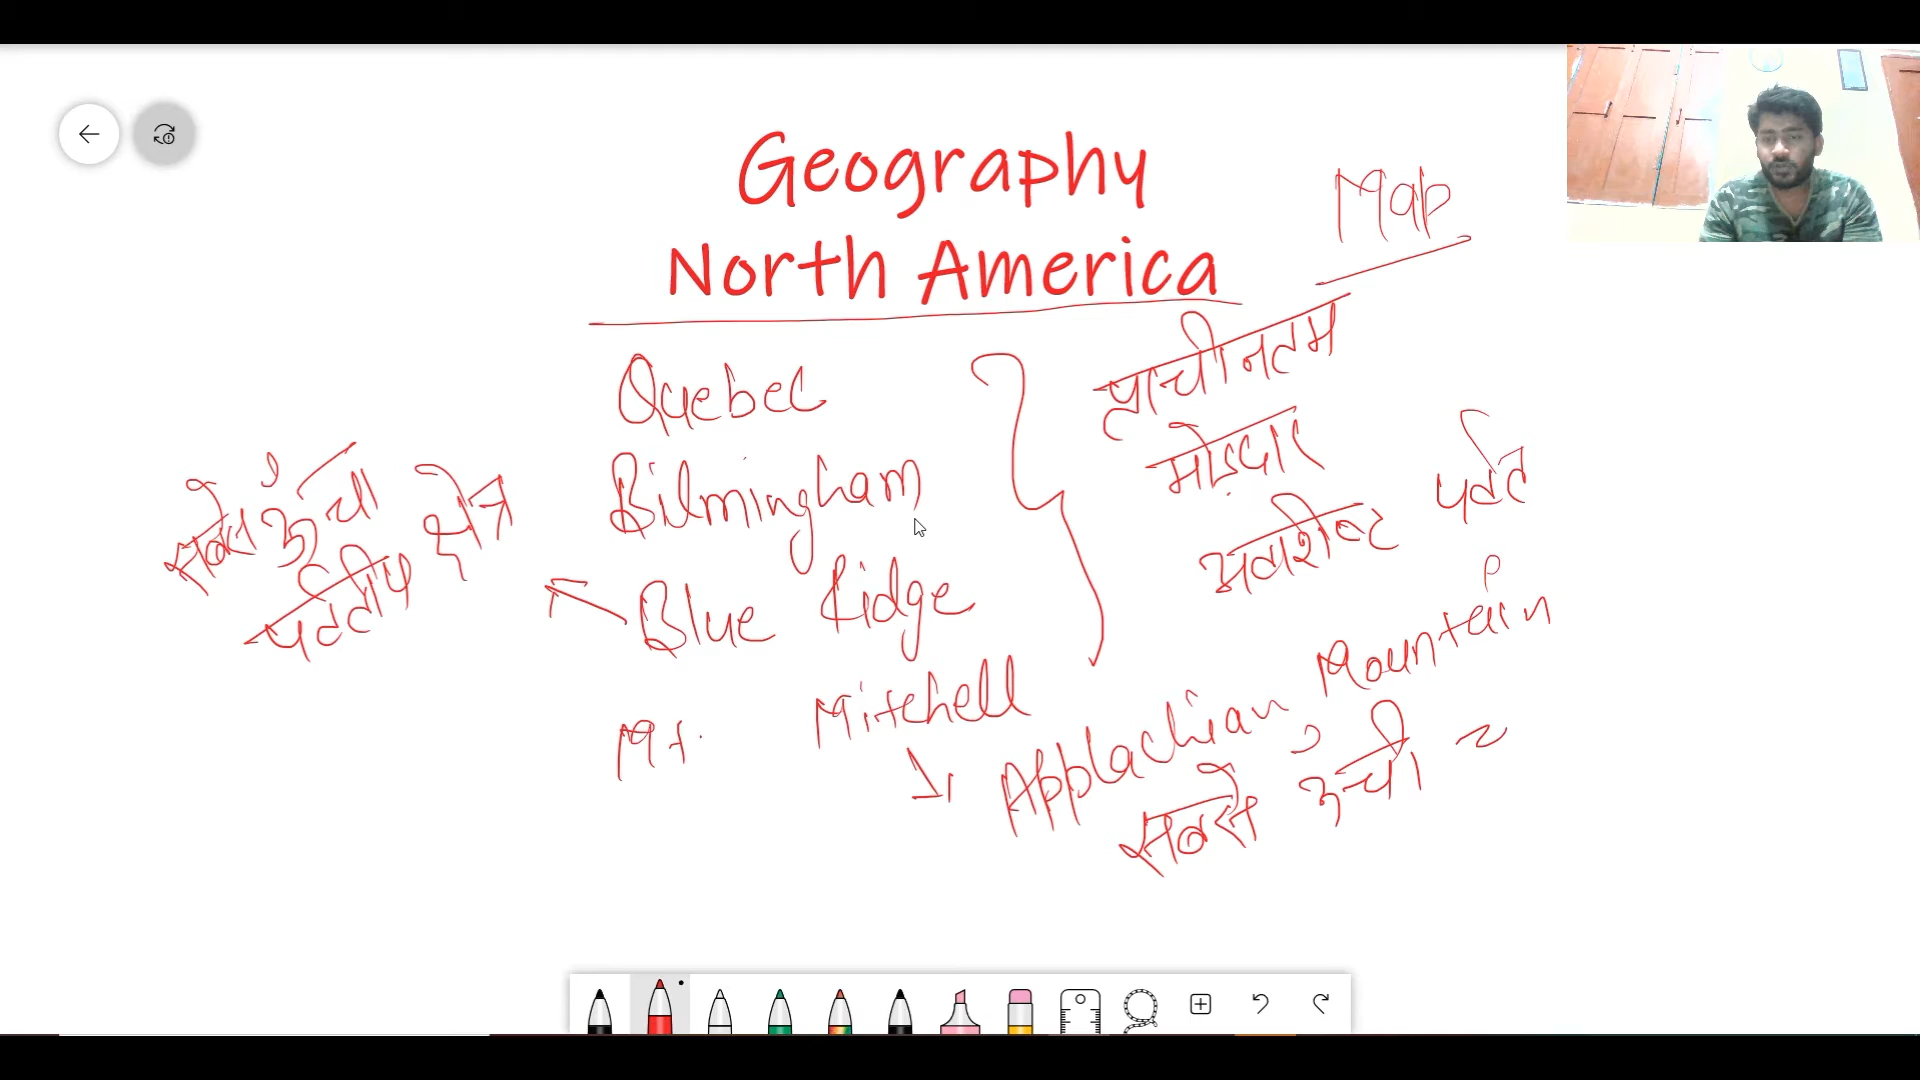 Geography
North America
Map
Quebec
Bilmingham
Blue Ridge
Mt. Mitchell
प्राचीनतम
मोड़दार
अवशिष्ट पर्वत
सबसे ऊँचा
पर्वतीय क्षेत्र
Applachian Mountain
सबसे ऊची